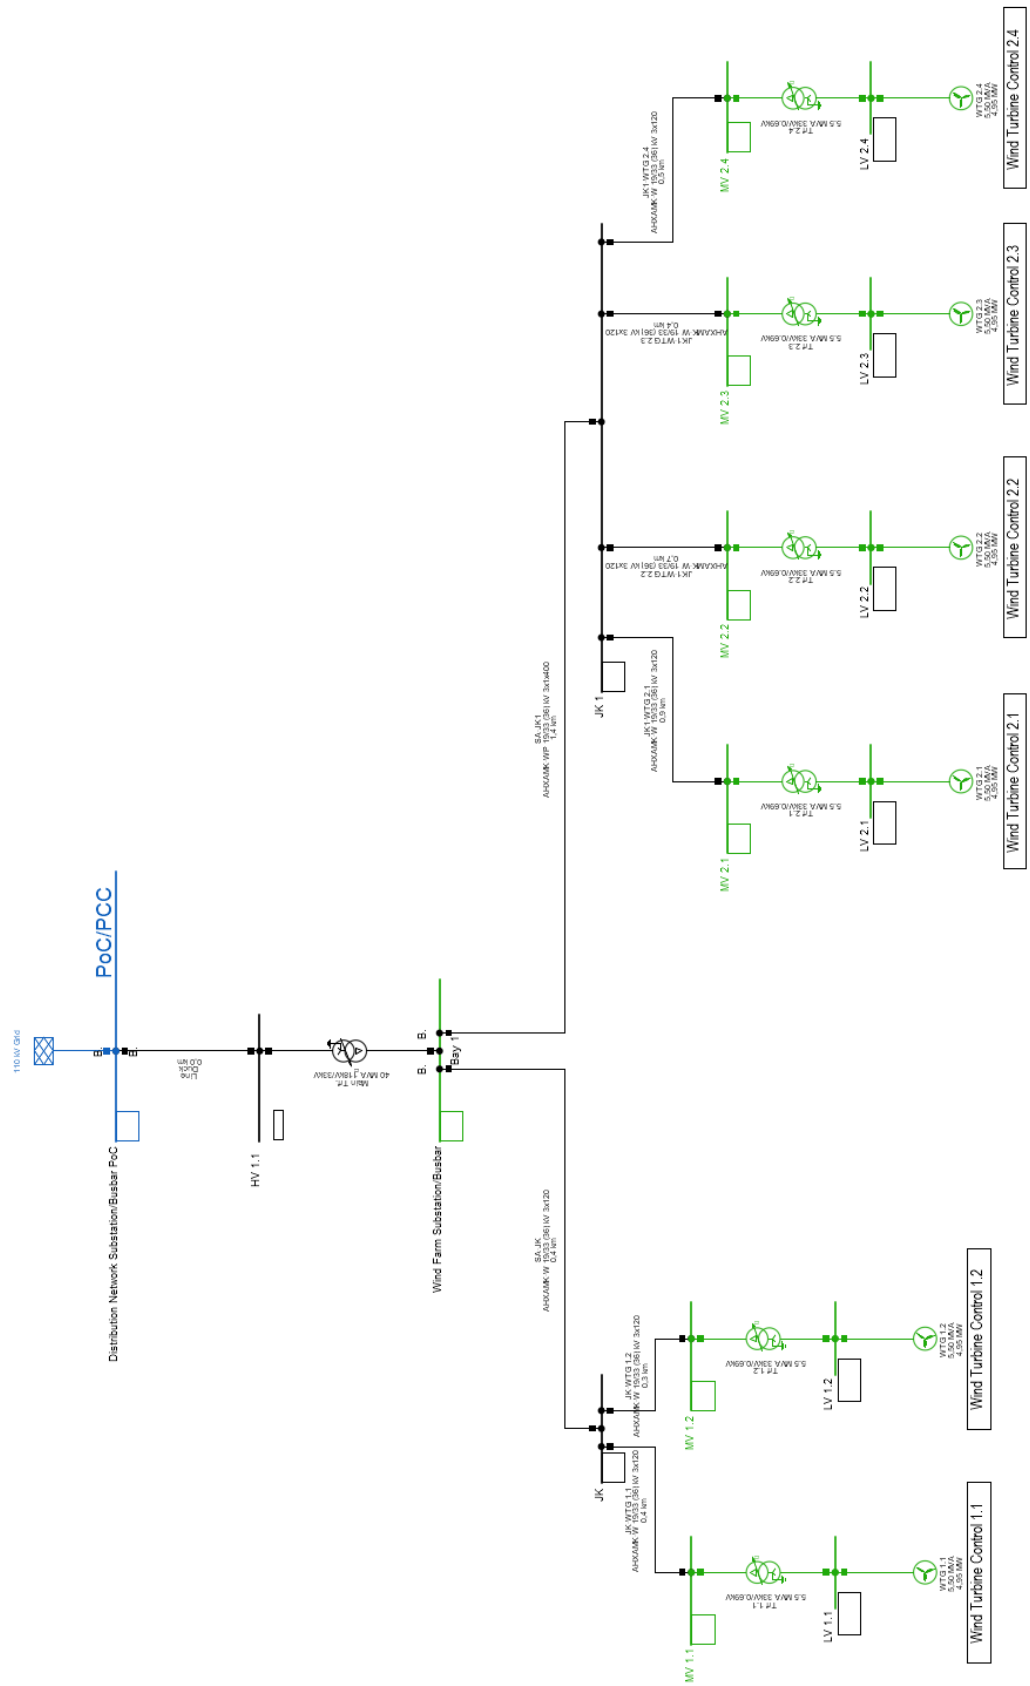 110 kV Grid
PoC/PCC
B.
B.
Distribution Network Substation/Busbar PoC
Line
Duck
0,0 km
HV 1.1
Main Trf.
40 MVA 118kV/33kV
B.
B.
Bay 1
Wind Farm Substation/Busbar
SA JK
AHXAMK W 19/33 (36) kV 3x120
0,4 km
SA JK1
AHXAMK WP 19/33 (36) kV 3x1x400
1,4 km
JK
JK WTG 1.1
AHXAMK W 19/33 (36) kV 3x120
0,4 km
JK WTG 1.2
AHXAMK W 19/33 (36) kV 3x120
0,3 km
MV 1.1
Trf 1.1
5.5 MVA 33kV/0.69kV
LV 1.1
WTG 1.1
5,50 MVA
4,95 MW
Wind Turbine Control 1.1
MV 1.2
Trf 1.2
5.5 MVA 33kV/0.69kV
LV 1.2
WTG 1.2
5,50 MVA
4,95 MW
Wind Turbine Control 1.2
JK 1
JK1 WTG 2.1
AHXAMK W 19/33 (36) kV 3x120
0,9 km
JK1 WTG 2.2
AHXAMK W 19/33 (36) kV 3x120
0,7 km
JK1 WTG 2.3
AHXAMK W 19/33 (36) kV 3x120
0,4 km
JK1 WTG 2.4
AHXAMK W 19/33 (36) kV 3x120
0,5 km
MV 2.1
Trf 2.1
5.5 MVA 33kV/0.69kV
LV 2.1
WTG 2.1
5,50 MVA
4,95 MW
Wind Turbine Control 2.1
MV 2.2
Trf 2.2
5.5 MVA 33kV/0.69kV
LV 2.2
WTG 2.2
5,50 MVA
4,95 MW
Wind Turbine Control 2.2
MV 2.3
Trf 2.3
5.5 MVA 33kV/0.69kV
LV 2.3
WTG 2.3
5,50 MVA
4,95 MW
Wind Turbine Control 2.3
MV 2.4
Trf 2.4
5.5 MVA 33kV/0.69kV
LV 2.4
WTG 2.4
5,50 MVA
4,95 MW
Wind Turbine Control 2.4